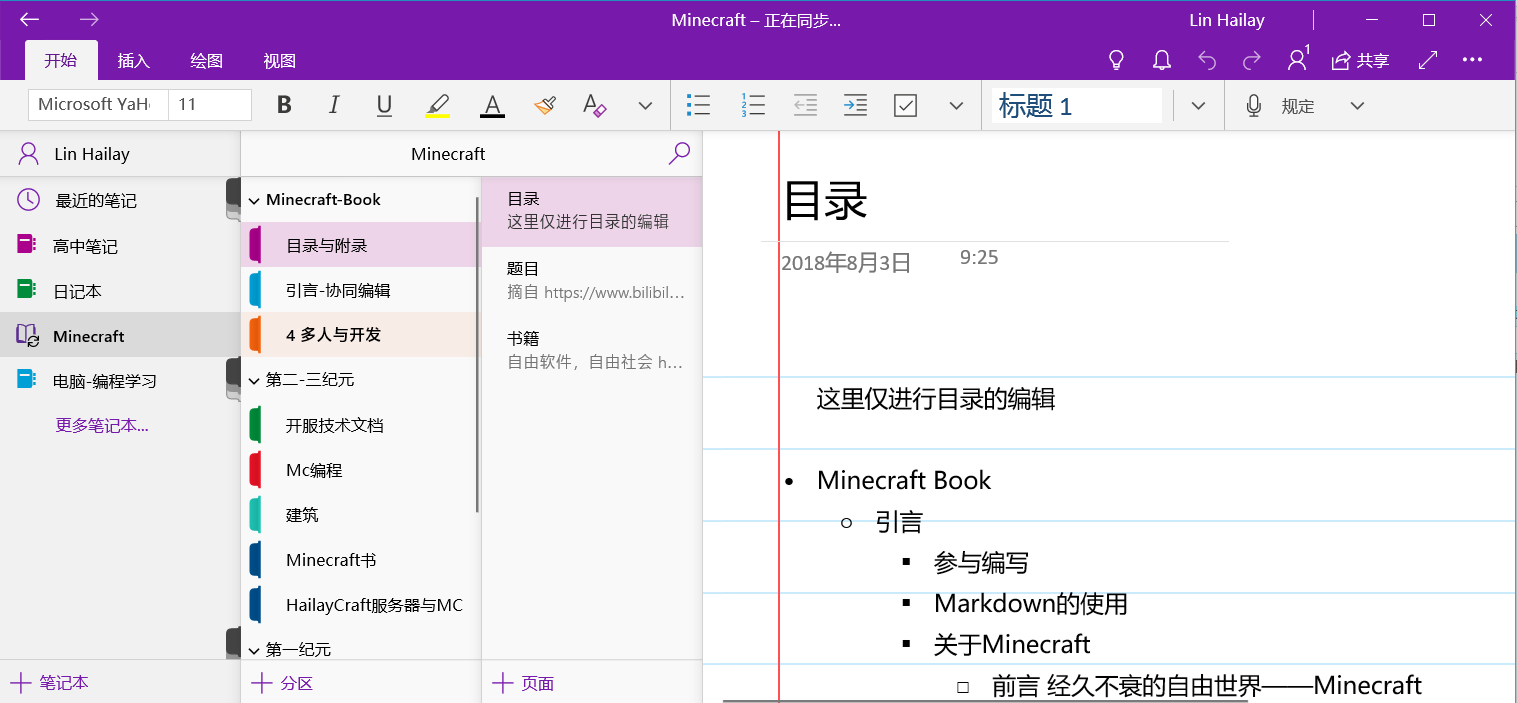 Minecraft – 正在同步...
Lin Hailay
开始 插入 绘图 视图
1
共享
Microsoft YaHe
11
B I U A A
标题 1
规定
Lin Hailay
最近的笔记
高中笔记
日记本
Minecraft
电脑-编程学习
更多笔记本...
笔记本
Minecraft
Minecraft-Book
目录与附录
引言-协同编辑
4 多人与开发
第二-三纪元
开服技术文档
Mc编程
建筑
Minecraft书
HailayCraft服务器与MC
第一纪元
分区
目录
这里仅进行目录的编辑
题目
摘自 https://www.bilibil...
书籍
自由软件，自由社会 h...
页面
目录
2018年8月3日 9:25
这里仅进行目录的编辑
Minecraft Book
引言
参与编写
Markdown的使用
关于Minecraft
前言 经久不衰的自由世界——Minecraft